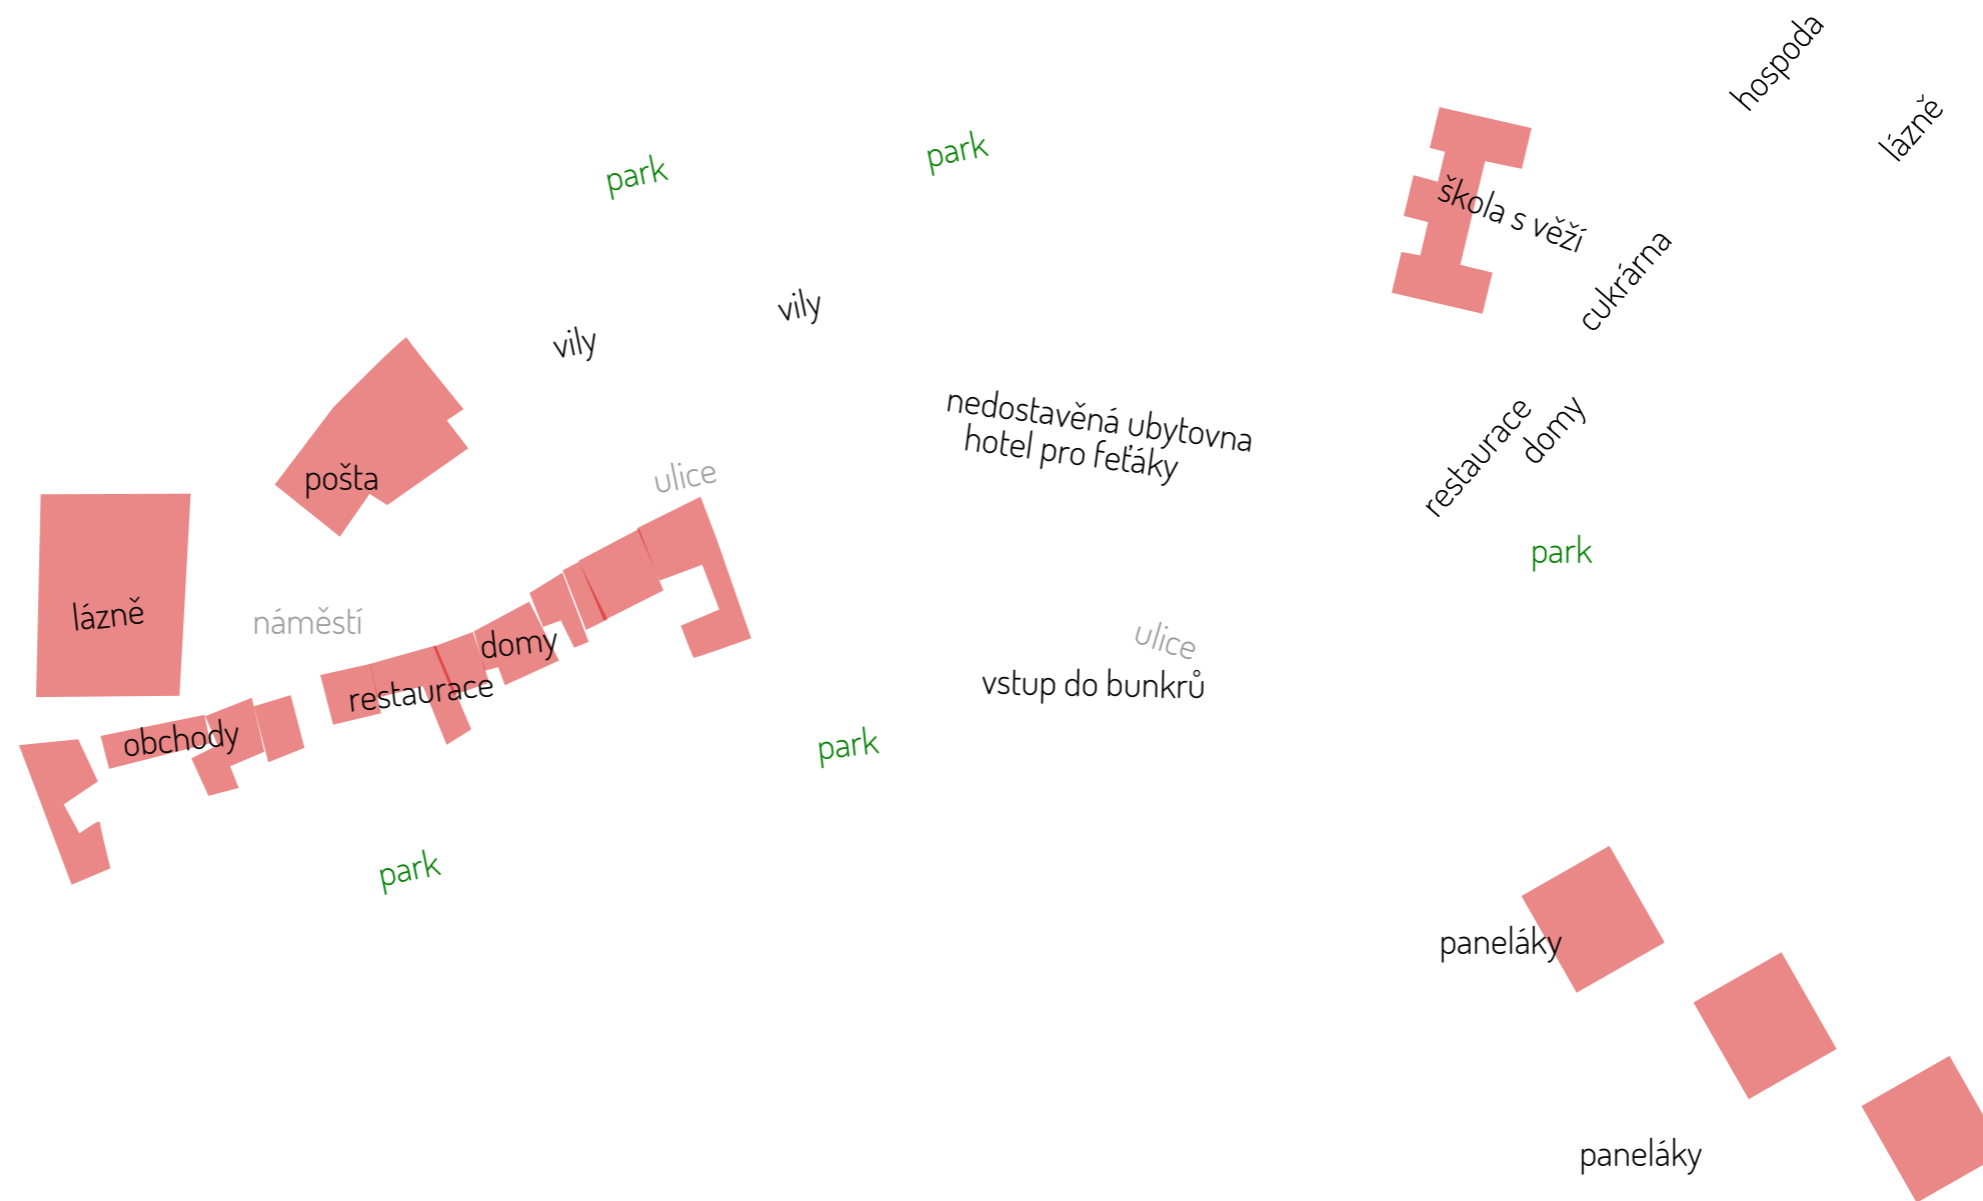 hospoda
lázně
park
park
škola s věží
cukrárna
vily
vily
nedostavěná ubytovna
hotel pro feťáky
restaurace
domy
pošta
ulice
park
lázně
náměstí
domy
ulice
restaurace
vstup do bunkrů
obchody
park
park
paneláky
paneláky